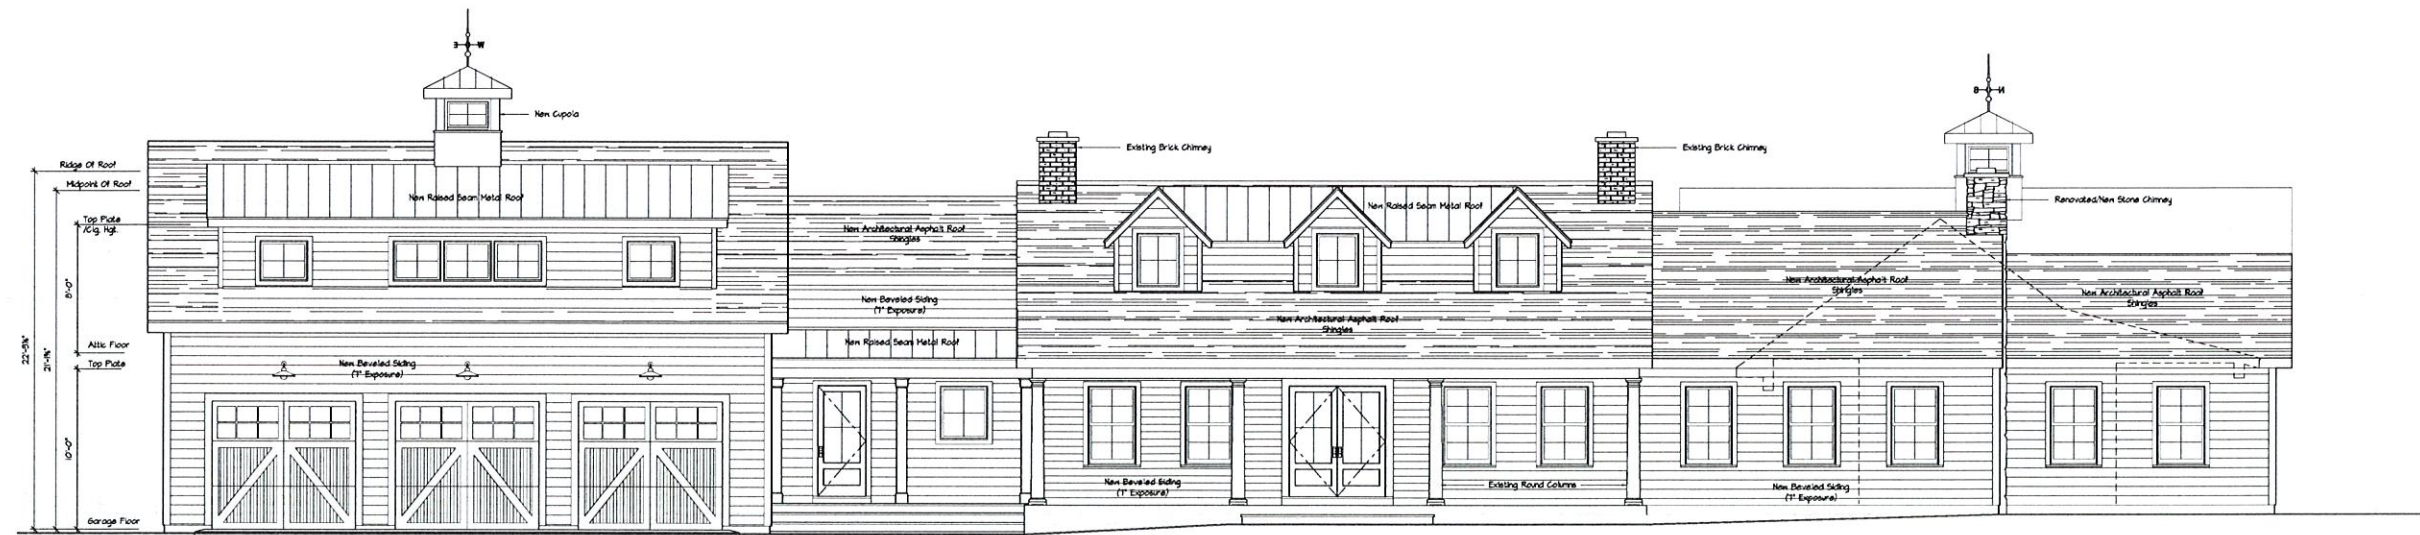 E W
New Cupola
Ridge Of Roof
Midpoint Of Roof
Top Plate
/Clg. Hgt.
New Raised Seam Metal Roof
8'-0"
22'-5⅝"
Attic Floor
Top Plate
New Beveled Siding
(7" Exposure)
10'-0"
Garage Floor
New Architectural Asphalt Roof
Shingles
New Beveled Siding
(7" Exposure)
New Raised Seam Metal Roof
Existing Brick Chimney
Existing Brick Chimney
New Raised Seam Metal Roof
New Architectural Asphalt Roof
Shingles
New Beveled Siding
(7" Exposure)
Existing Round Columns
Renovated/New Stone Chimney
New Architectural Asphalt Roof
Shingles
New Architectural Asphalt Roof
Shingles
New Beveled Siding
(7" Exposure)